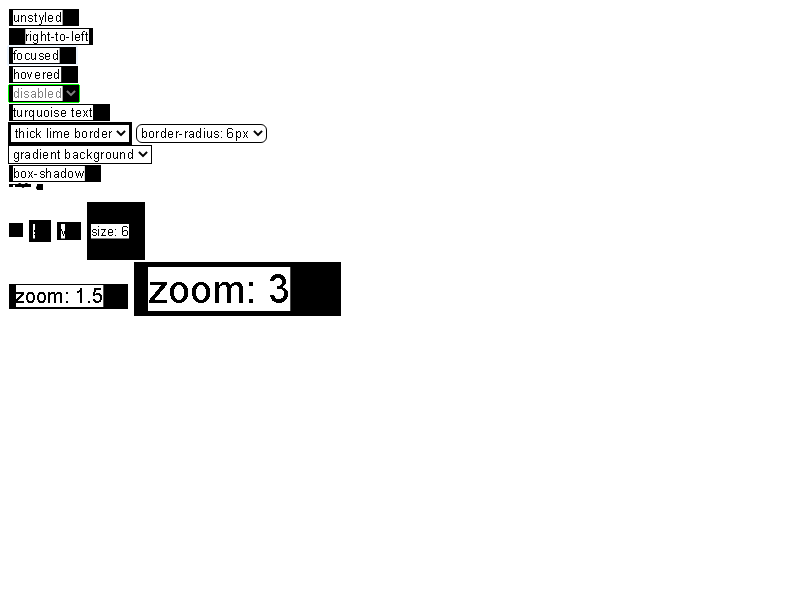 unstyled
right-to-left
focused
hovered
disabled
turquoise text
thick lime border border-radius: 6px
gradient background
box-shadow
size: 6
zoom: 1.5 zoom: 3